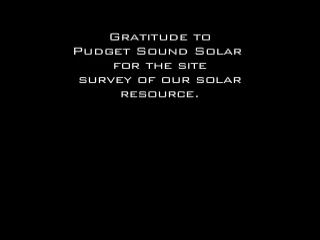 Gratitude to
Pudget Sound Solar
for the site
survey of our solar
resource.